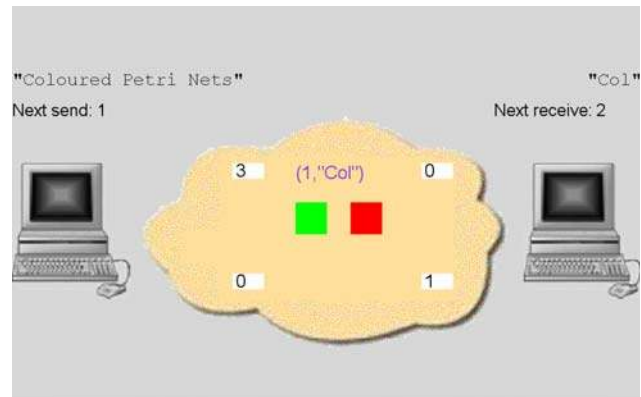 "Coloured Petri Nets"
"Col"
Next send: 1
Next receive: 2
3
(1,"Col")
0
0
1